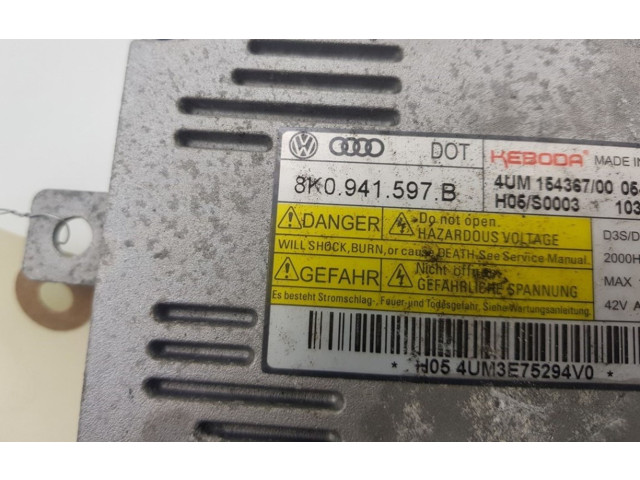 DOT KEBODA MADE IN
8K0.941.597.B 4UM 154367/00
H05/S0003 103
DANGER Do not open.
HAZARDOUS VOLTAGE
WILL SHOCK, BURN, or cause DEATH-See Service Manual.
GEFAHR Nicht öffnen
GEFÄHRLICHE SPANNUNG
Es besteht Stromschlag-, Feuer-und Todesgefahr, Siehe Wartungsanleitung
D3S/D
2000H
MAX
42V A
* H05 4UM3E75294V0 *